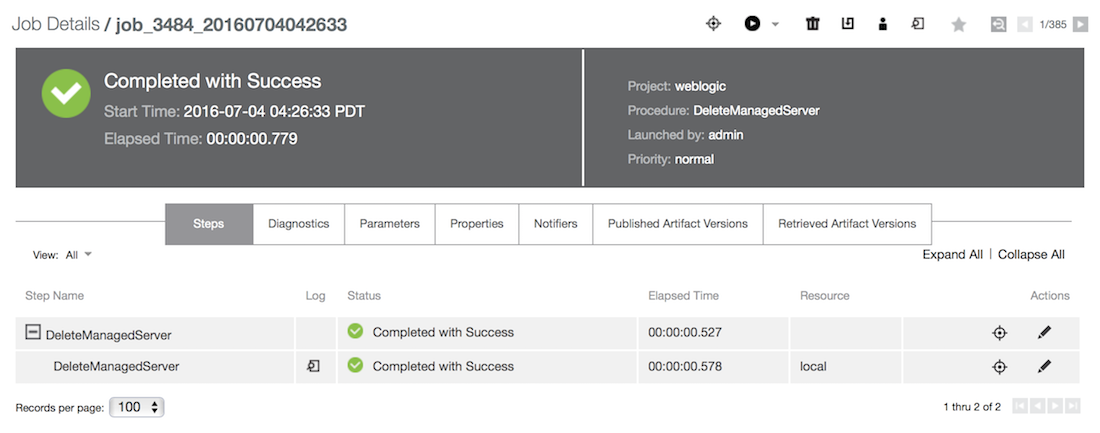 Job Details / job_3484_20160704042633
1/385
Completed with Success
Start Time: 2016-07-04 04:26:33 PDT
Elapsed Time: 00:00:00.779
Project: weblogic
Procedure: DeleteManagedServer
Launched by: admin
Priority: normal
Steps Diagnostics Parameters Properties Notifiers Published Artifact Versions Retrieved Artifact Versions
View: All
Expand All | Collapse All
Step Name Log Status Elapsed Time Resource Actions
DeleteManagedServer Completed with Success 00:00:00.527
DeleteManagedServer Completed with Success 00:00:00.578 local
Records per page: 100
1 thru 2 of 2